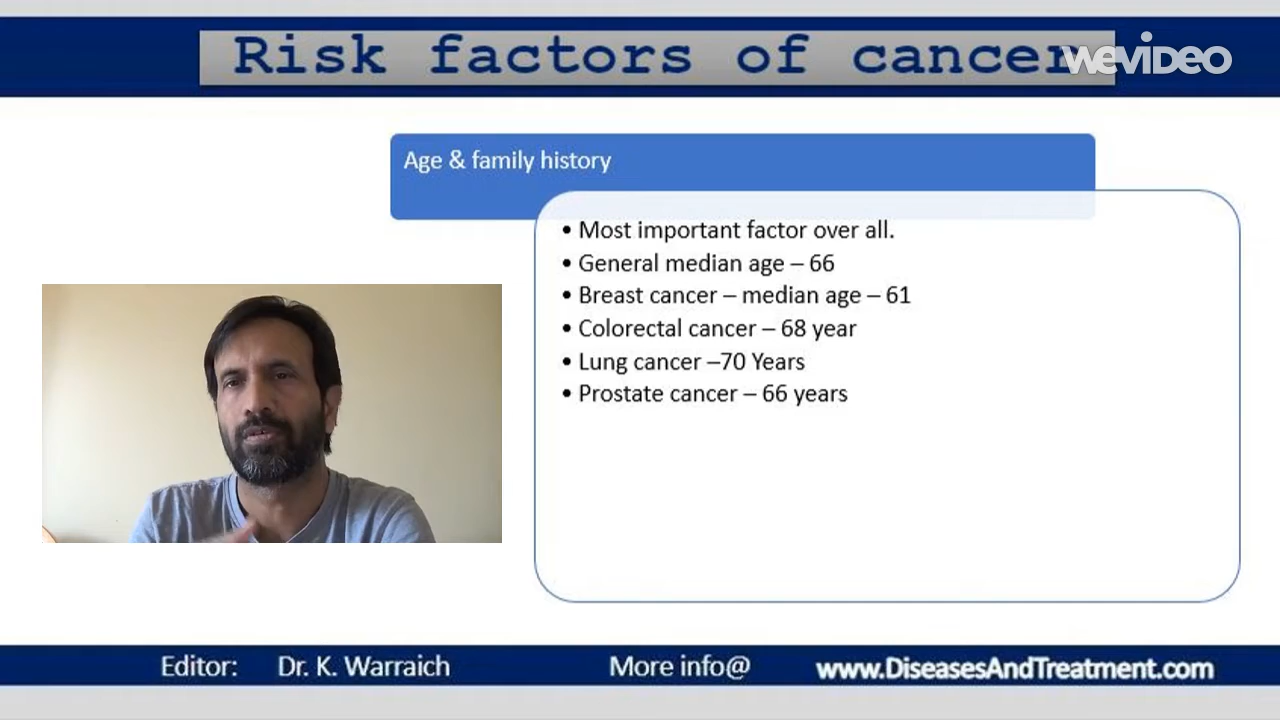 Risk factors of cancer
wevideo
Age & family history
• Most important factor over all.
• General median age – 66
• Breast cancer – median age – 61
• Colorectal cancer – 68 year
• Lung cancer –70 Years
• Prostate cancer – 66 years
Editor: Dr. K. Warraich More info@ www.DiseasesAndTreatment.com